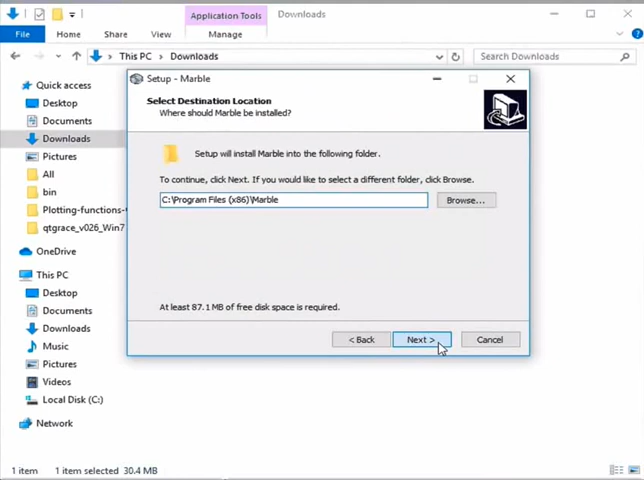 Application Tools
Downloads
File
Home
Share
View
Manage
This PC
Downloads
Search Downloads
Quick access
Desktop
Documents
Downloads
Pictures
All
bin
Plotting-functions-
qtgrace_v026_Win7
OneDrive
This PC
Desktop
Documents
Downloads
Music
Pictures
Videos
Local Disk (C:)
Network
Setup - Marble
Select Destination Location
Where should Marble be installed?
Setup will install Marble into the following folder.
To continue, click Next. If you would like to select a different folder, click Browse.
C:\Program Files (x86)\Marble
Browse...
At least 87.1 MB of free disk space is required.
< Back
Next >
Cancel
1 item
1 item selected 30.4 MB